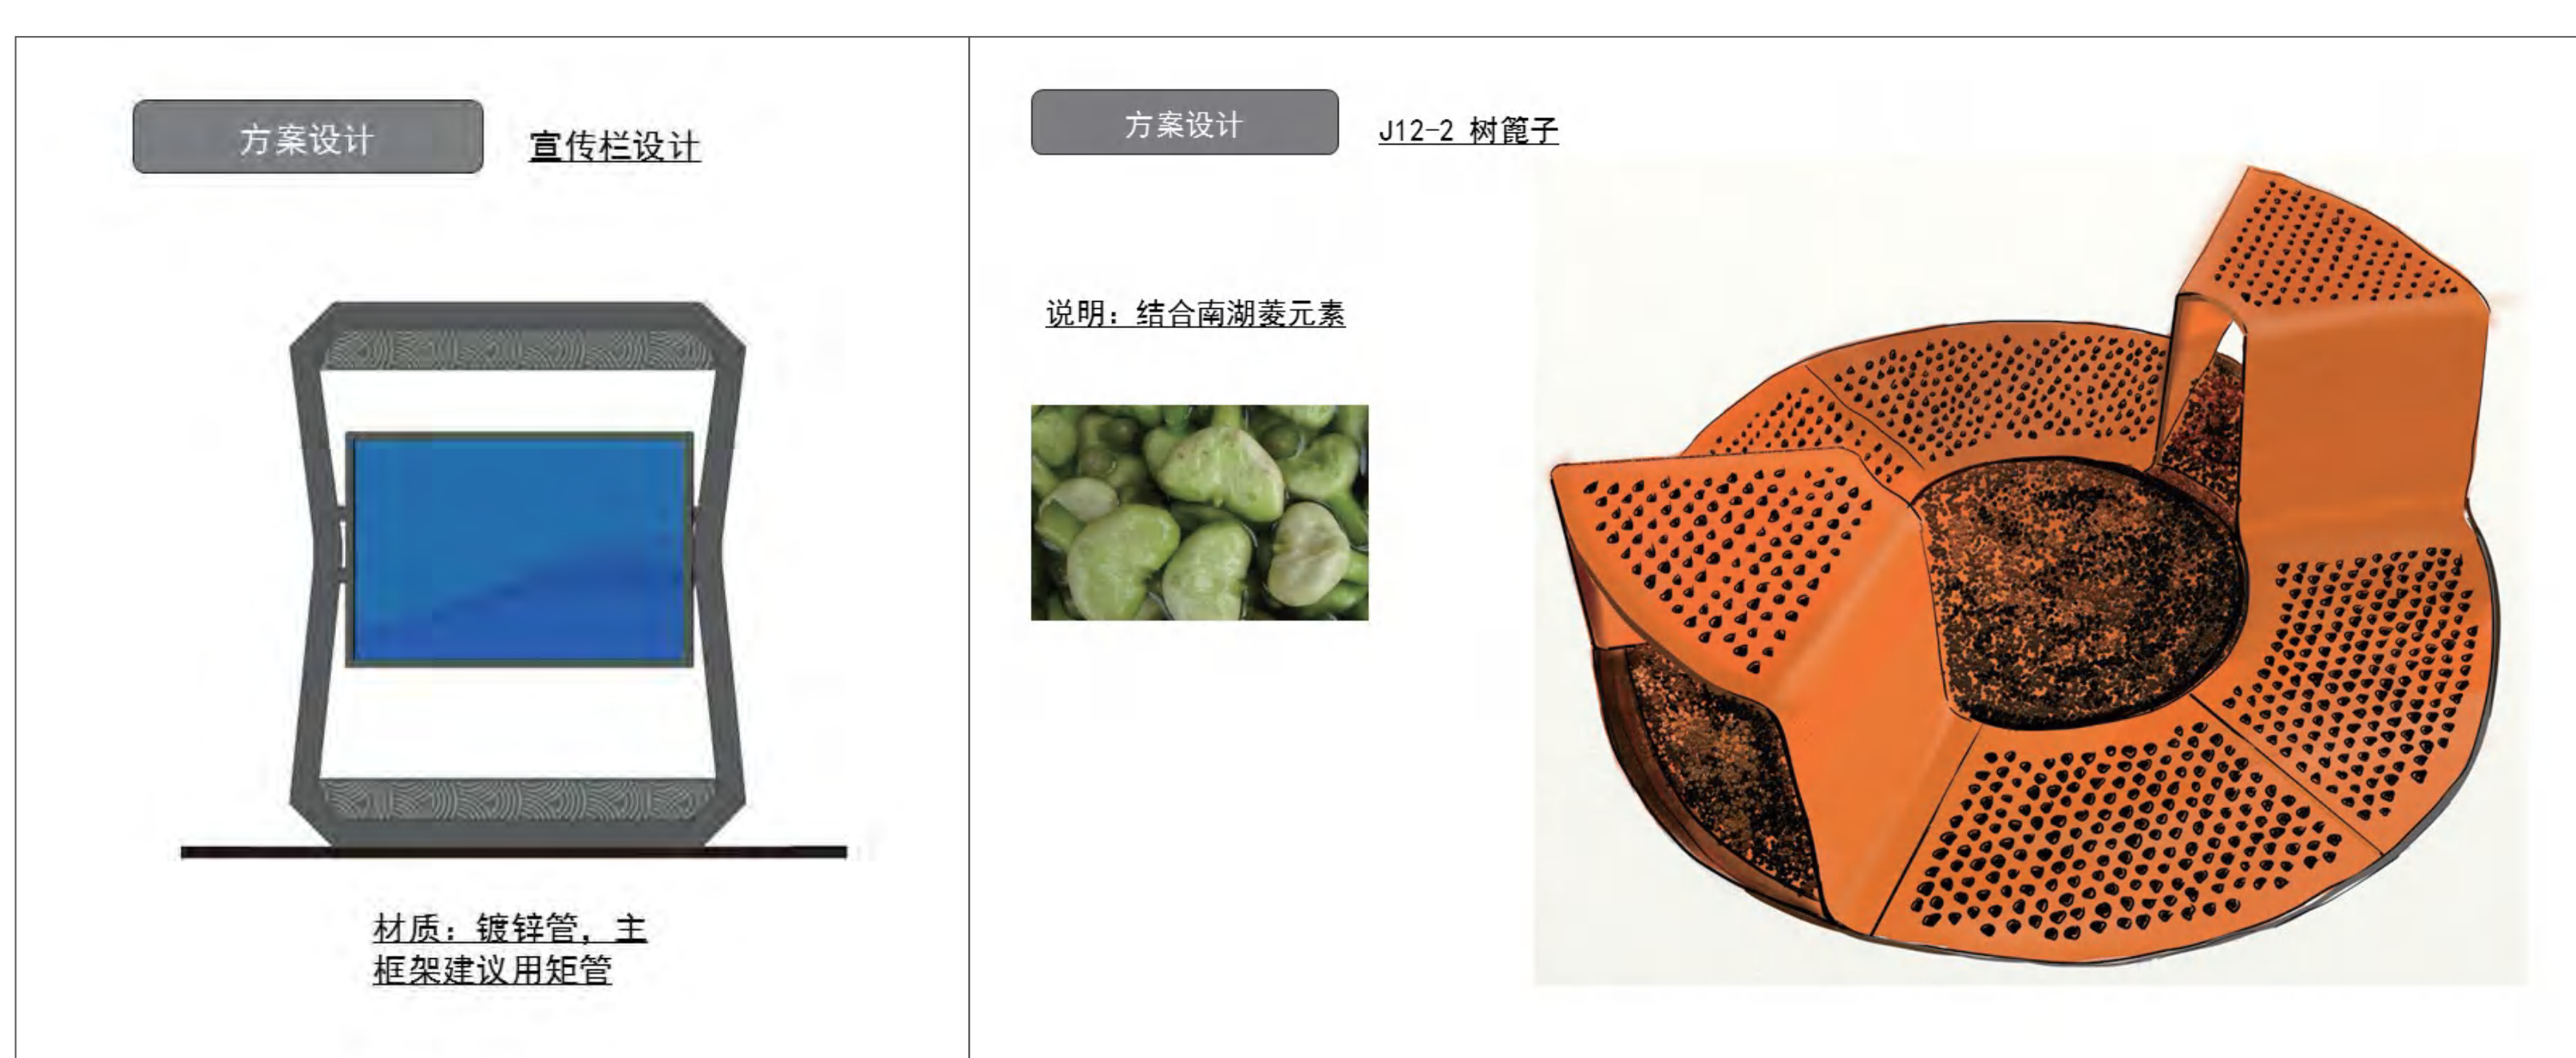 方案设计
宣传栏设计
材质：镀锌管，主
框架建议用矩管
方案设计
J12-2 树篦子
说明：结合南湖菱元素